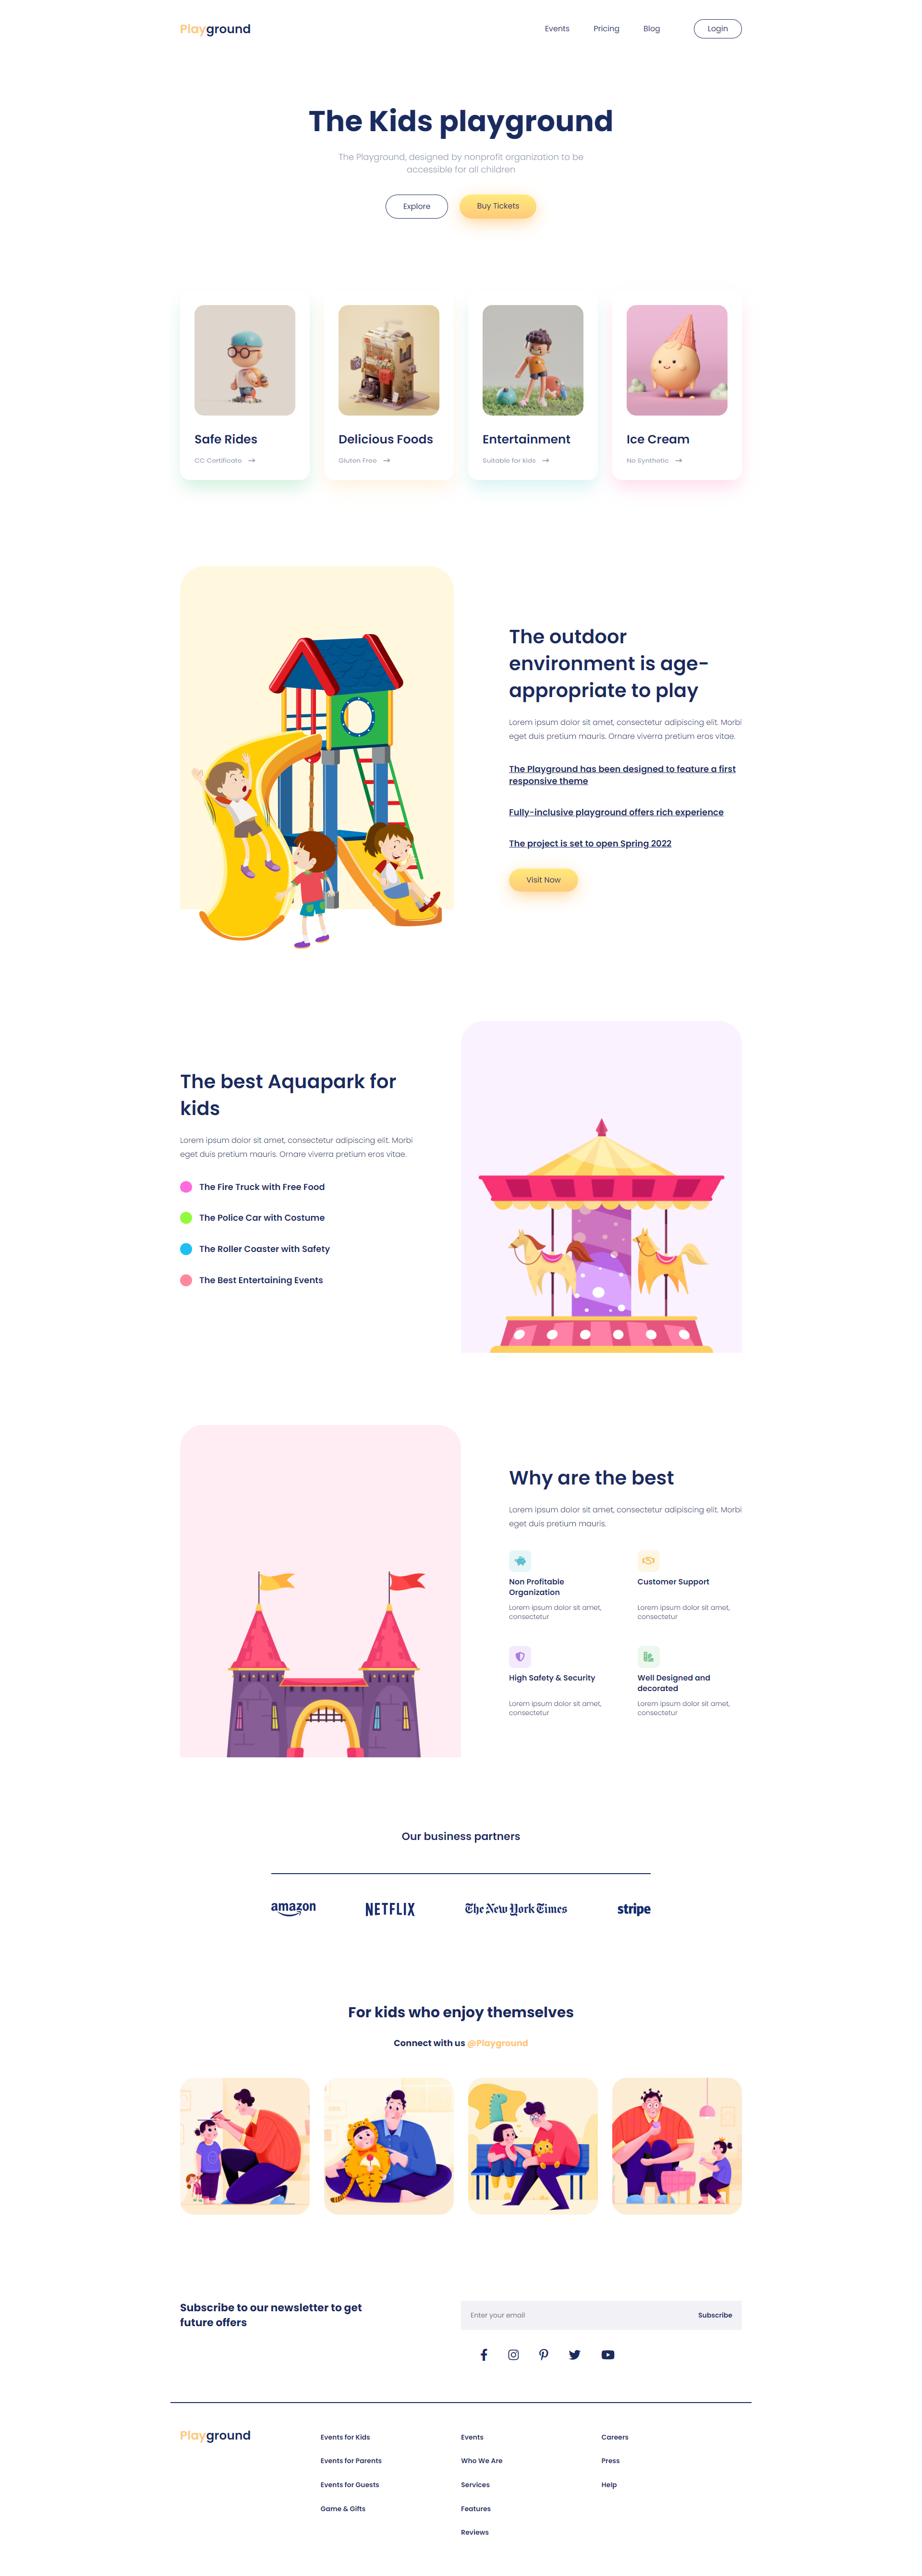 Playground
Events
Pricing
Blog
Login
The Kids playground
The Playground, designed by nonprofit organization to be
accessible for all children
Explore
Buy Tickets
Safe Rides
CC Certificate
Delicious Foods
Gluten Free
Entertainment
Suitable for kids
Ice Cream
No Synthetic
The outdoor
environment is age-
appropriate to play
Lorem ipsum dolor sit amet, consectetur adipiscing elit. Morbi
eget duis pretium mauris. Ornare viverra pretium eros vitae.
The Playground has been designed to feature a first
responsive theme
Fully-inclusive playground offers rich experience
The project is set to open Spring 2022
Visit Now
The best Aquapark for
kids
Lorem ipsum dolor sit amet, consectetur adipiscing elit. Morbi
eget duis pretium mauris. Ornare viverra pretium eros vitae.
The Fire Truck with Free Food
The Police Car with Costume
The Roller Coaster with Safety
The Best Entertaining Events
Why are the best
Lorem ipsum dolor sit amet, consectetur adipiscing elit. Morbi
eget duis pretium mauris.
Non Profitable
Organization
Lorem ipsum dolor sit amet,
consectetur
Customer Support
Lorem ipsum dolor sit amet,
consectetur
High Safety & Security
Lorem ipsum dolor sit amet,
consectetur
Well Designed and
decorated
Lorem ipsum dolor sit amet,
consectetur
Our business partners
amazon
NETFLIX
The New York Times
stripe
For kids who enjoy themselves
Connect with us @Playground
Subscribe to our newsletter to get
future offers
Enter your email
Subscribe
Playground
Events for Kids
Events for Parents
Events for Guests
Game & Gifts
Events
Who We Are
Services
Features
Reviews
Careers
Press
Help